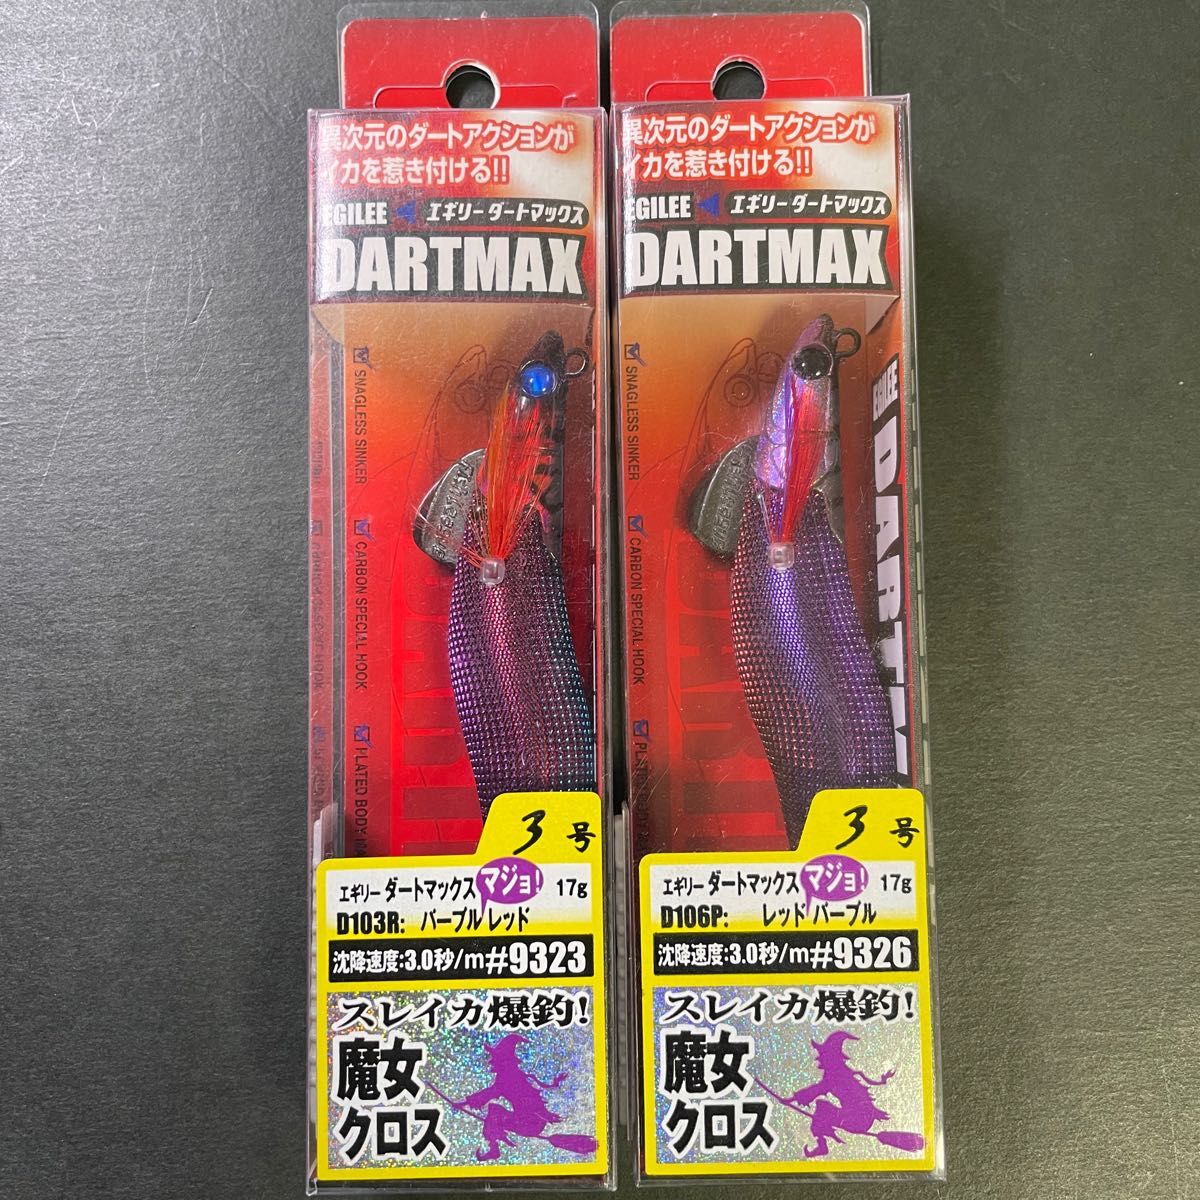 異次元のダートアクションが
イカを惹き付ける!!
EGILEE エギリーダートマックス
DARTMAX
SNAGLESS SINKER
CARBON SPECIAL HOOK
PLATED BODY
3号
エギリー ダートマックス マジョ! 17g
D103R: パープル レッド
沈降速度:3.0秒/m #9323
スレイカ爆釣!
魔女
クロス
異次元のダートアクションが
イカを惹き付ける!!
EGILEE エギリーダートマックス
DARTMAX
SNAGLESS SINKER
CARBON SPECIAL HOOK
PLATED BODY
3号
エギリー ダートマックス マジョ! 17g
D106P: レッド パープル
沈降速度:3.0秒/m #9326
スレイカ爆釣!
魔女
クロス